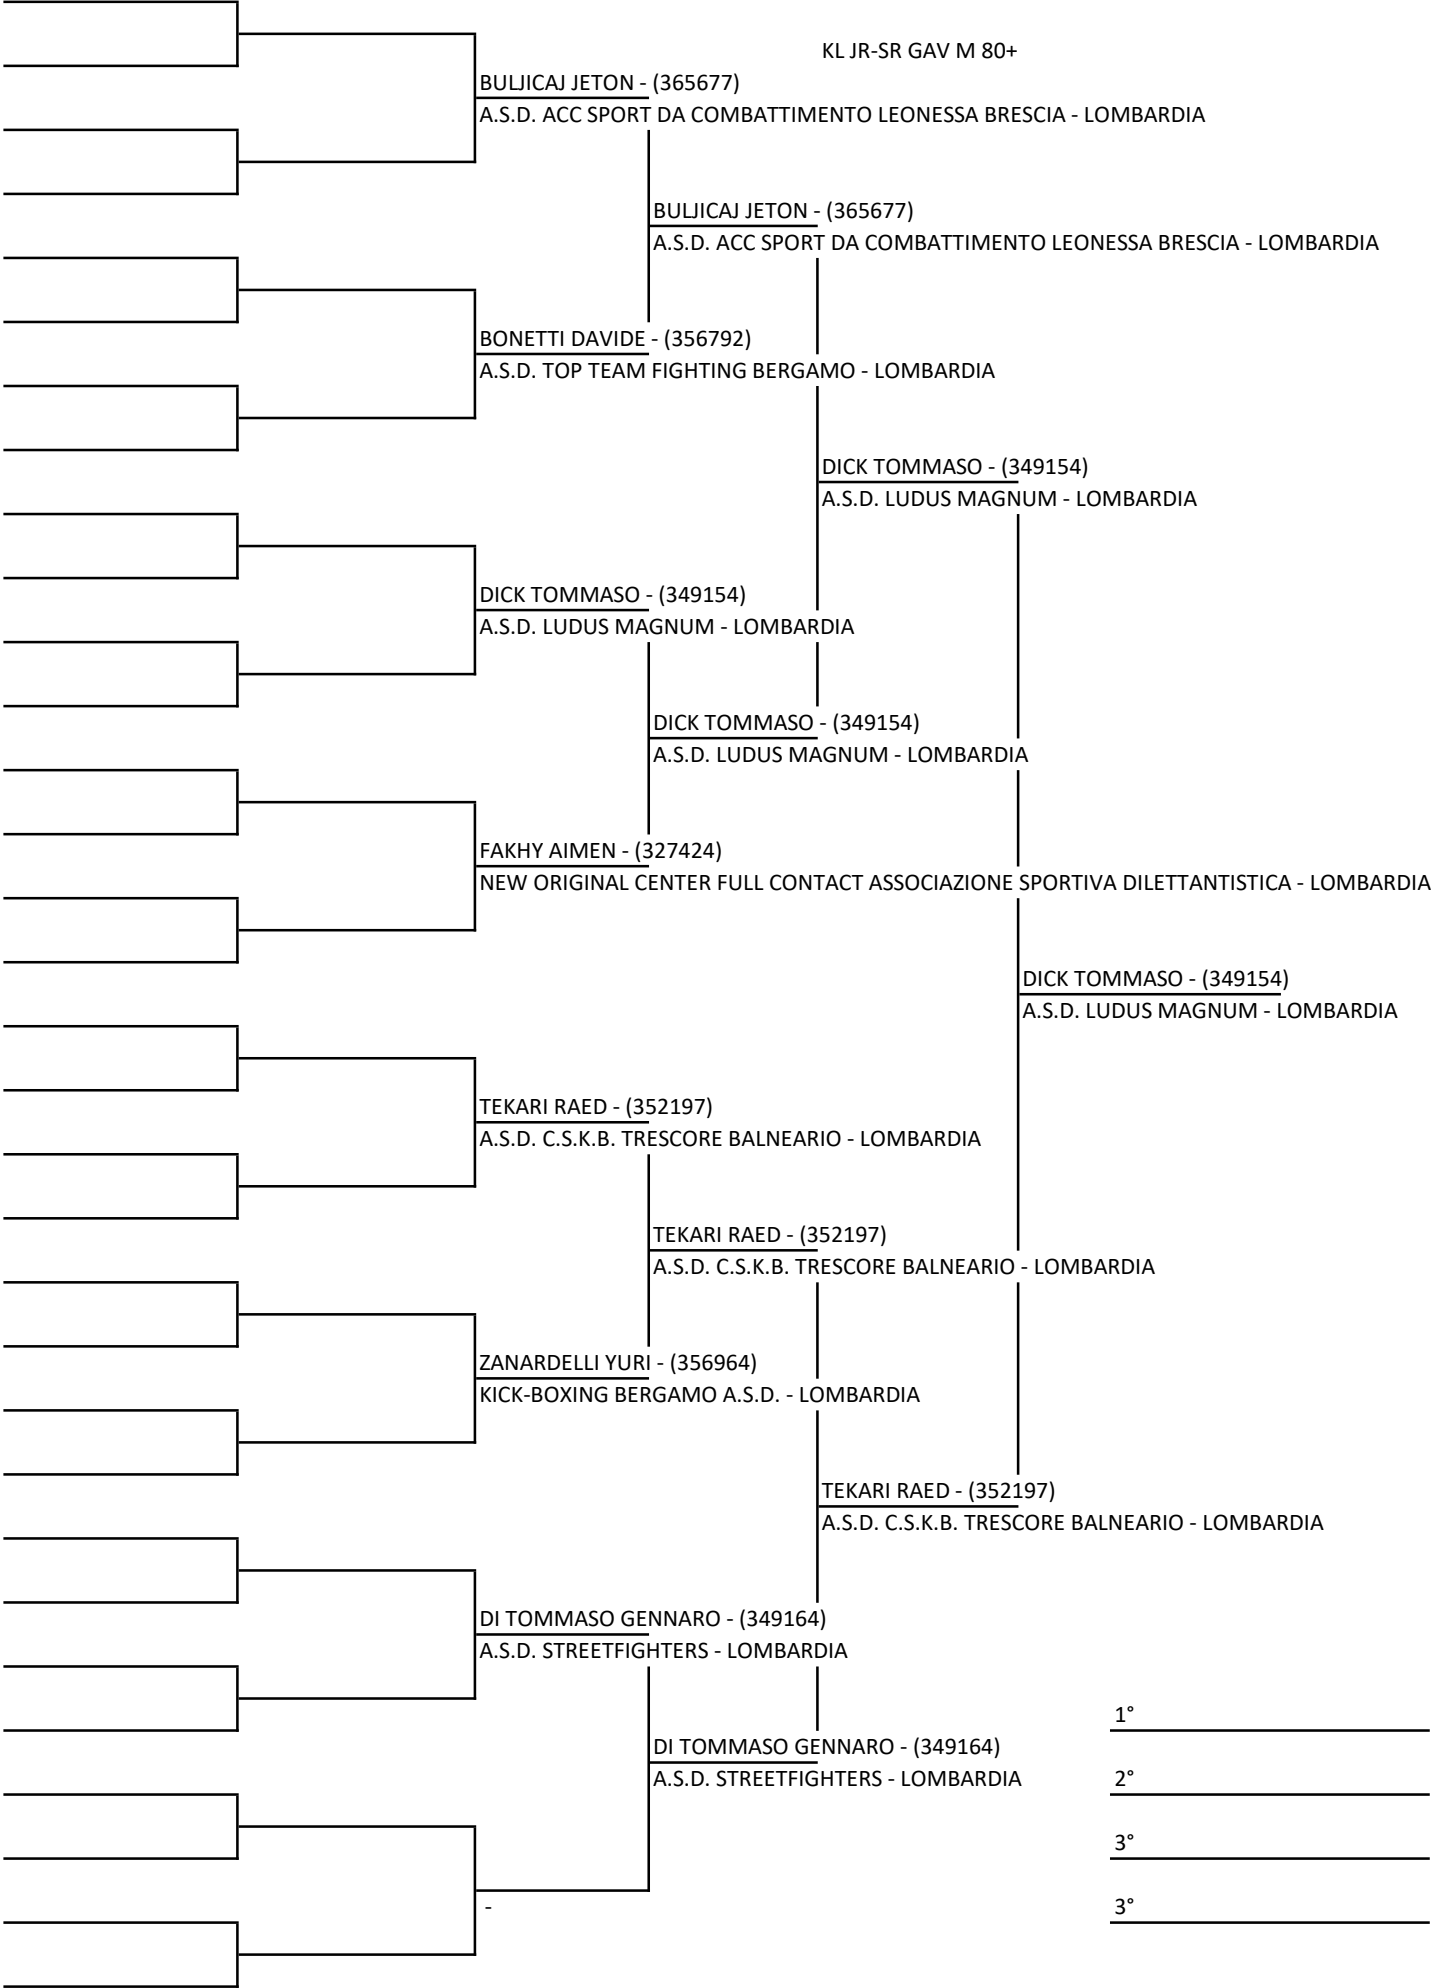 KL JR-SR GAV M 80+
BULJICAJ JETON - (365677)
A.S.D. ACC SPORT DA COMBATTIMENTO LEONESSA BRESCIA - LOMBARDIA
BULJICAJ JETON - (365677)
A.S.D. ACC SPORT DA COMBATTIMENTO LEONESSA BRESCIA - LOMBARDIA
BONETTI DAVIDE - (356792)
A.S.D. TOP TEAM FIGHTING BERGAMO - LOMBARDIA
DICK TOMMASO - (349154)
A.S.D. LUDUS MAGNUM - LOMBARDIA
DICK TOMMASO - (349154)
A.S.D. LUDUS MAGNUM - LOMBARDIA
DICK TOMMASO - (349154)
A.S.D. LUDUS MAGNUM - LOMBARDIA
FAKHY AIMEN - (327424)
NEW ORIGINAL CENTER FULL CONTACT ASSOCIAZIONE SPORTIVA DILETTANTISTICA - LOMBARDIA
DICK TOMMASO - (349154)
A.S.D. LUDUS MAGNUM - LOMBARDIA
TEKARI RAED - (352197)
A.S.D. C.S.K.B. TRESCORE BALNEARIO - LOMBARDIA
TEKARI RAED - (352197)
A.S.D. C.S.K.B. TRESCORE BALNEARIO - LOMBARDIA
ZANARDELLI YURI - (356964)
KICK-BOXING BERGAMO A.S.D. - LOMBARDIA
TEKARI RAED - (352197)
A.S.D. C.S.K.B. TRESCORE BALNEARIO - LOMBARDIA
DI TOMMASO GENNARO - (349164)
A.S.D. STREETFIGHTERS - LOMBARDIA
1°
DI TOMMASO GENNARO - (349164)
A.S.D. STREETFIGHTERS - LOMBARDIA
2°
3°
-
3°